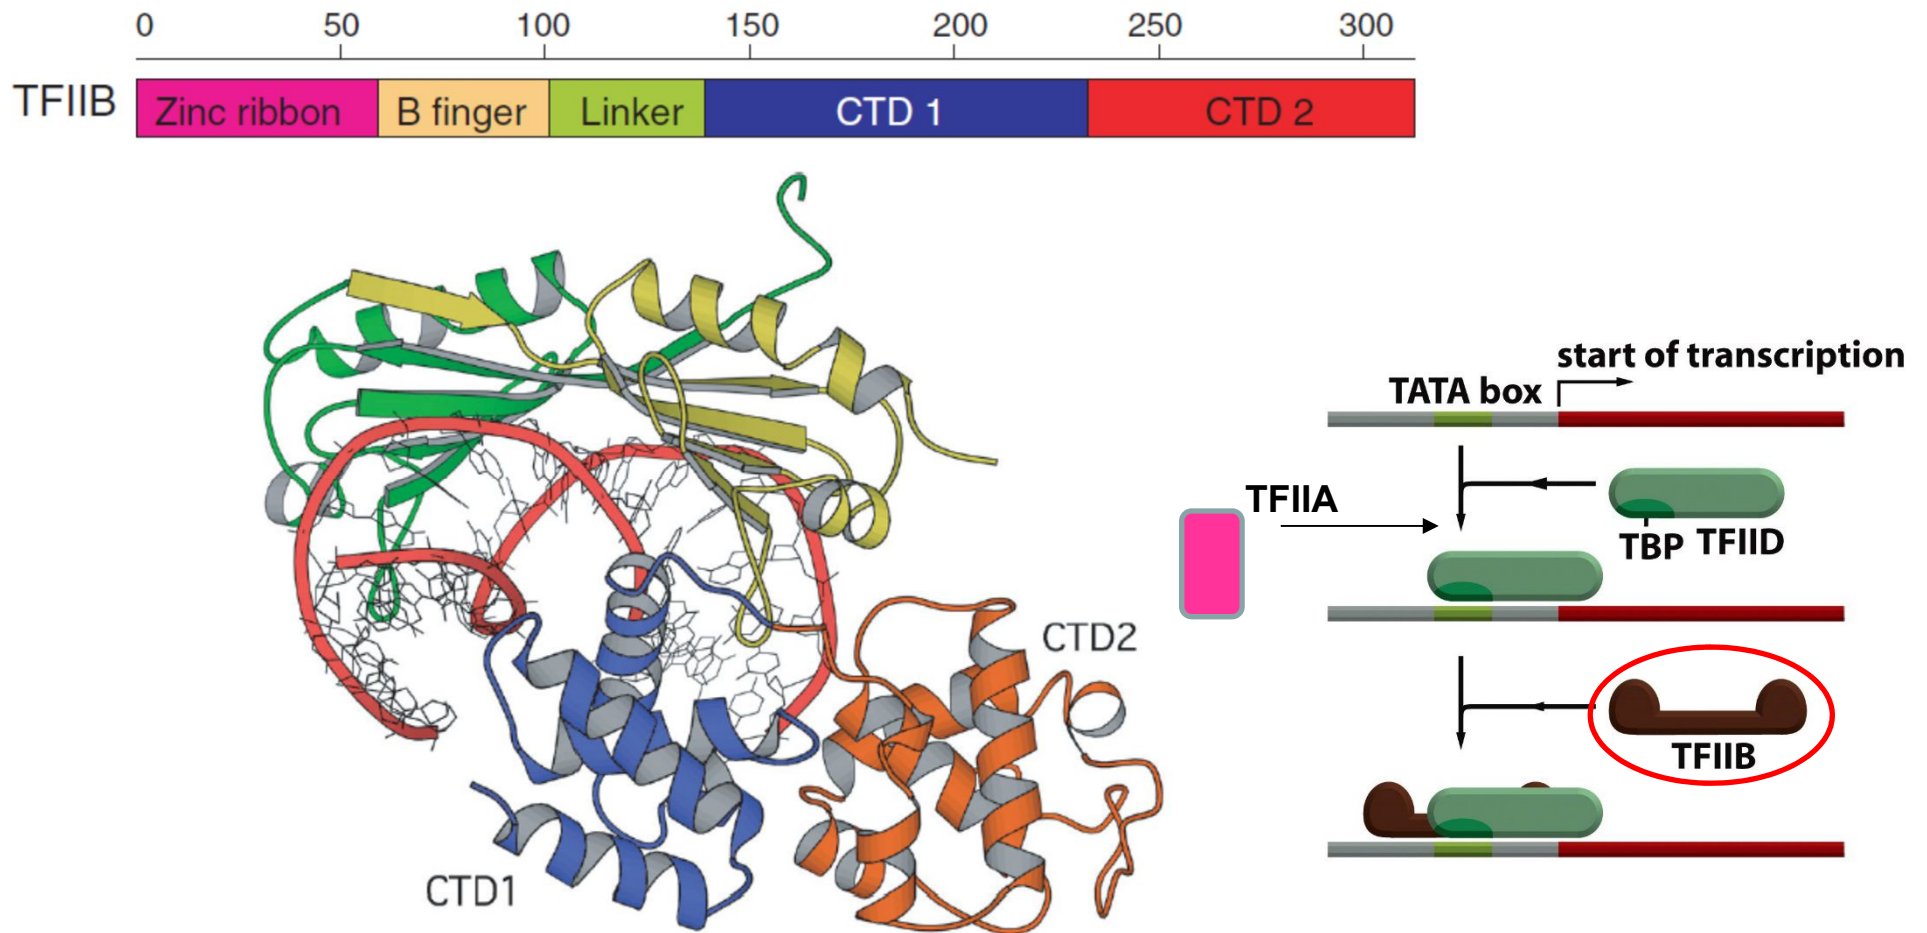 0 50 100 150 200 250 300
TFIIB
Zinc ribbon B finger Linker CTD 1 CTD 2
start of transcription
TATA box
TFIIA
TBP TFIID
CTD2
TFIIB
CTD1